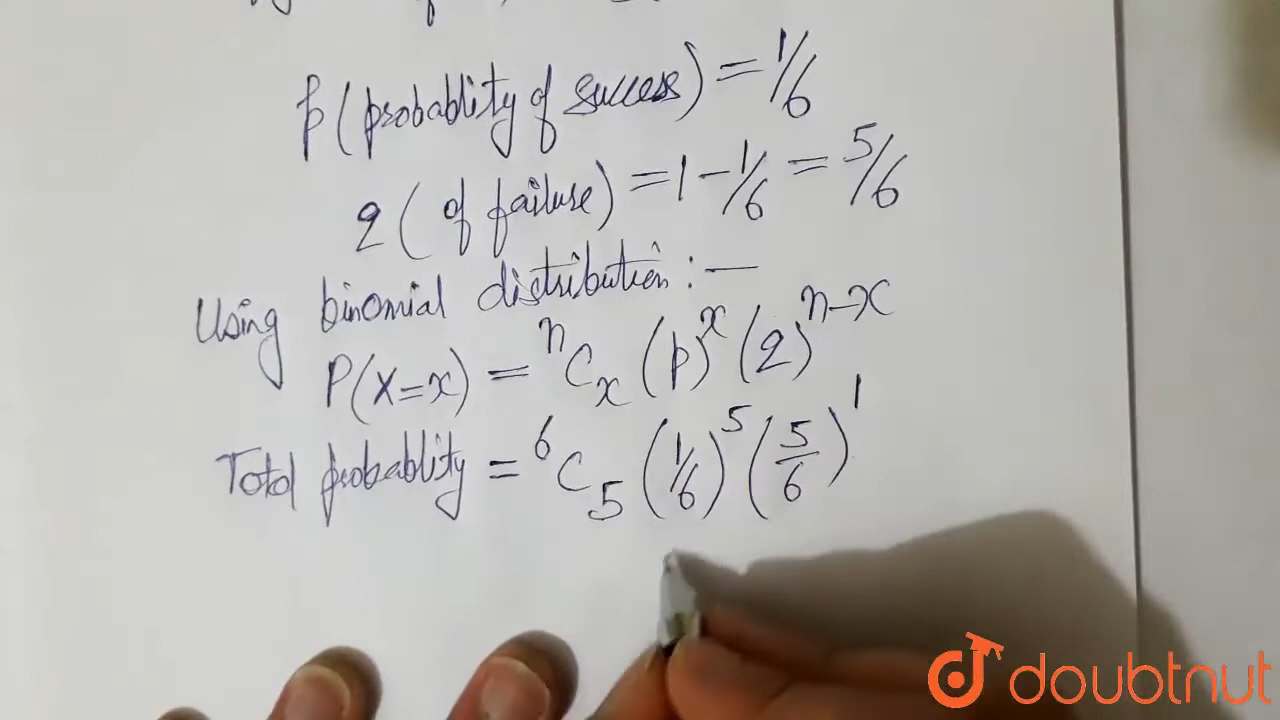 p (probablity of success) = 1/6
q ( of failure) = 1 - 1/6 = 5/6
Using binomial distribution : —
P(X=x) = ⁿCₓ (p)ˣ (q)ⁿ⁻ˣ
Total probablity = ⁶C₅ (1/6)⁵ (5/6)¹
doubtnut